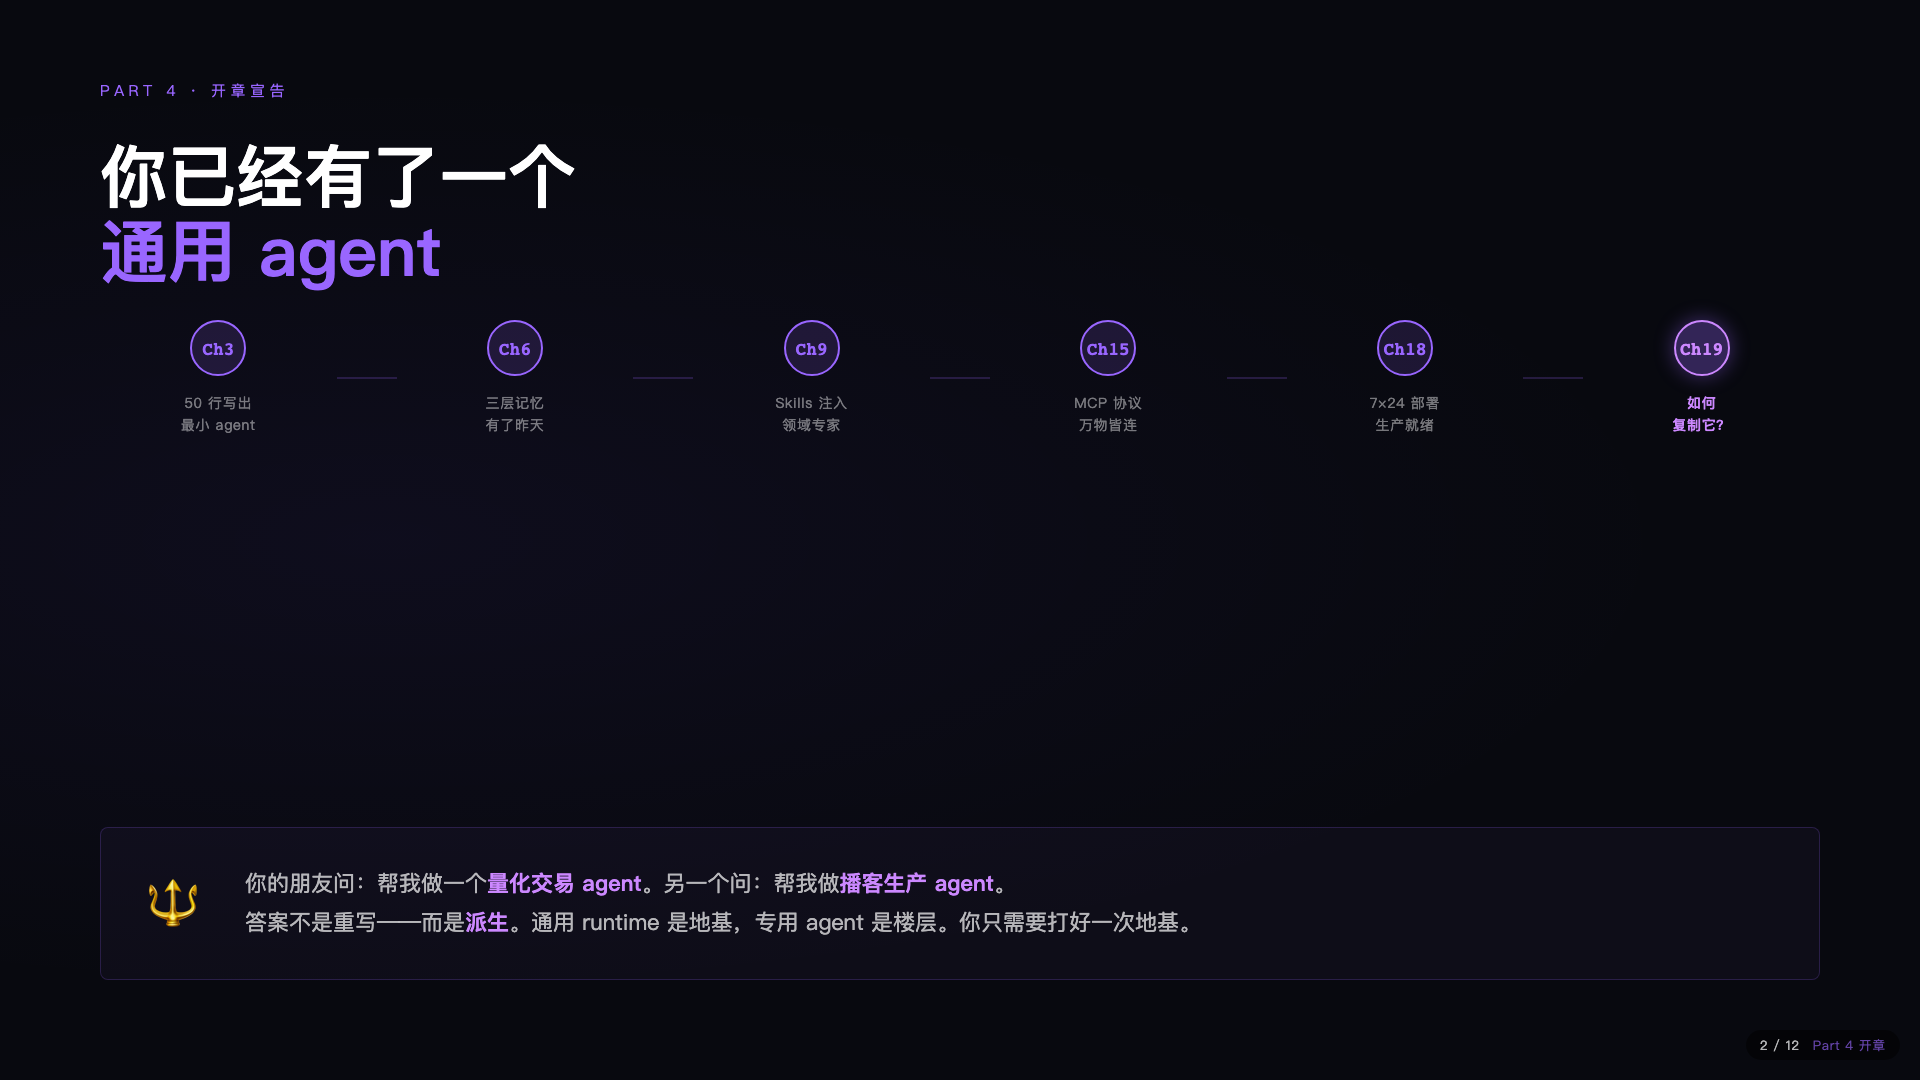 PART 4 · 开章宣告
你已经有了一个
通用 agent
Ch3
50 行写出
最小 agent
Ch6
三层记忆
有了昨天
Ch9
Skills 注入
领域专家
Ch15
MCP 协议
万物皆连
Ch18
7×24 部署
生产就绪
Ch19
如何
复制它？
你的朋友问：帮我做一个量化交易 agent。另一个问：帮我做播客生产 agent。
答案不是重写——而是派生。通用 runtime 是地基，专用 agent 是楼层。你只需要打好一次地基。
2 / 12 Part 4 开章